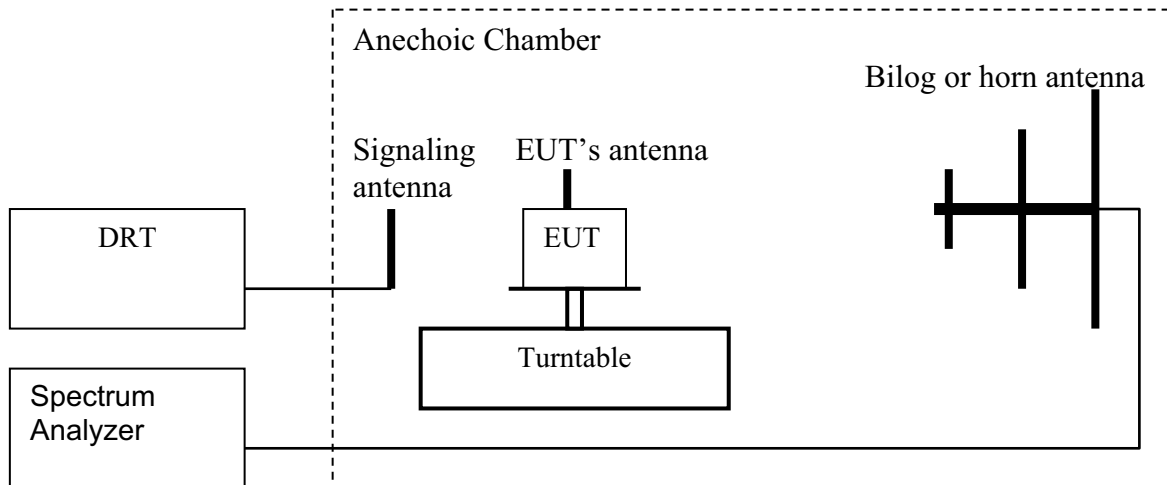 Anechoic Chamber
Bilog or horn antenna
Signaling
antenna
EUT’s antenna
DRT
EUT
Turntable
Spectrum
Analyzer